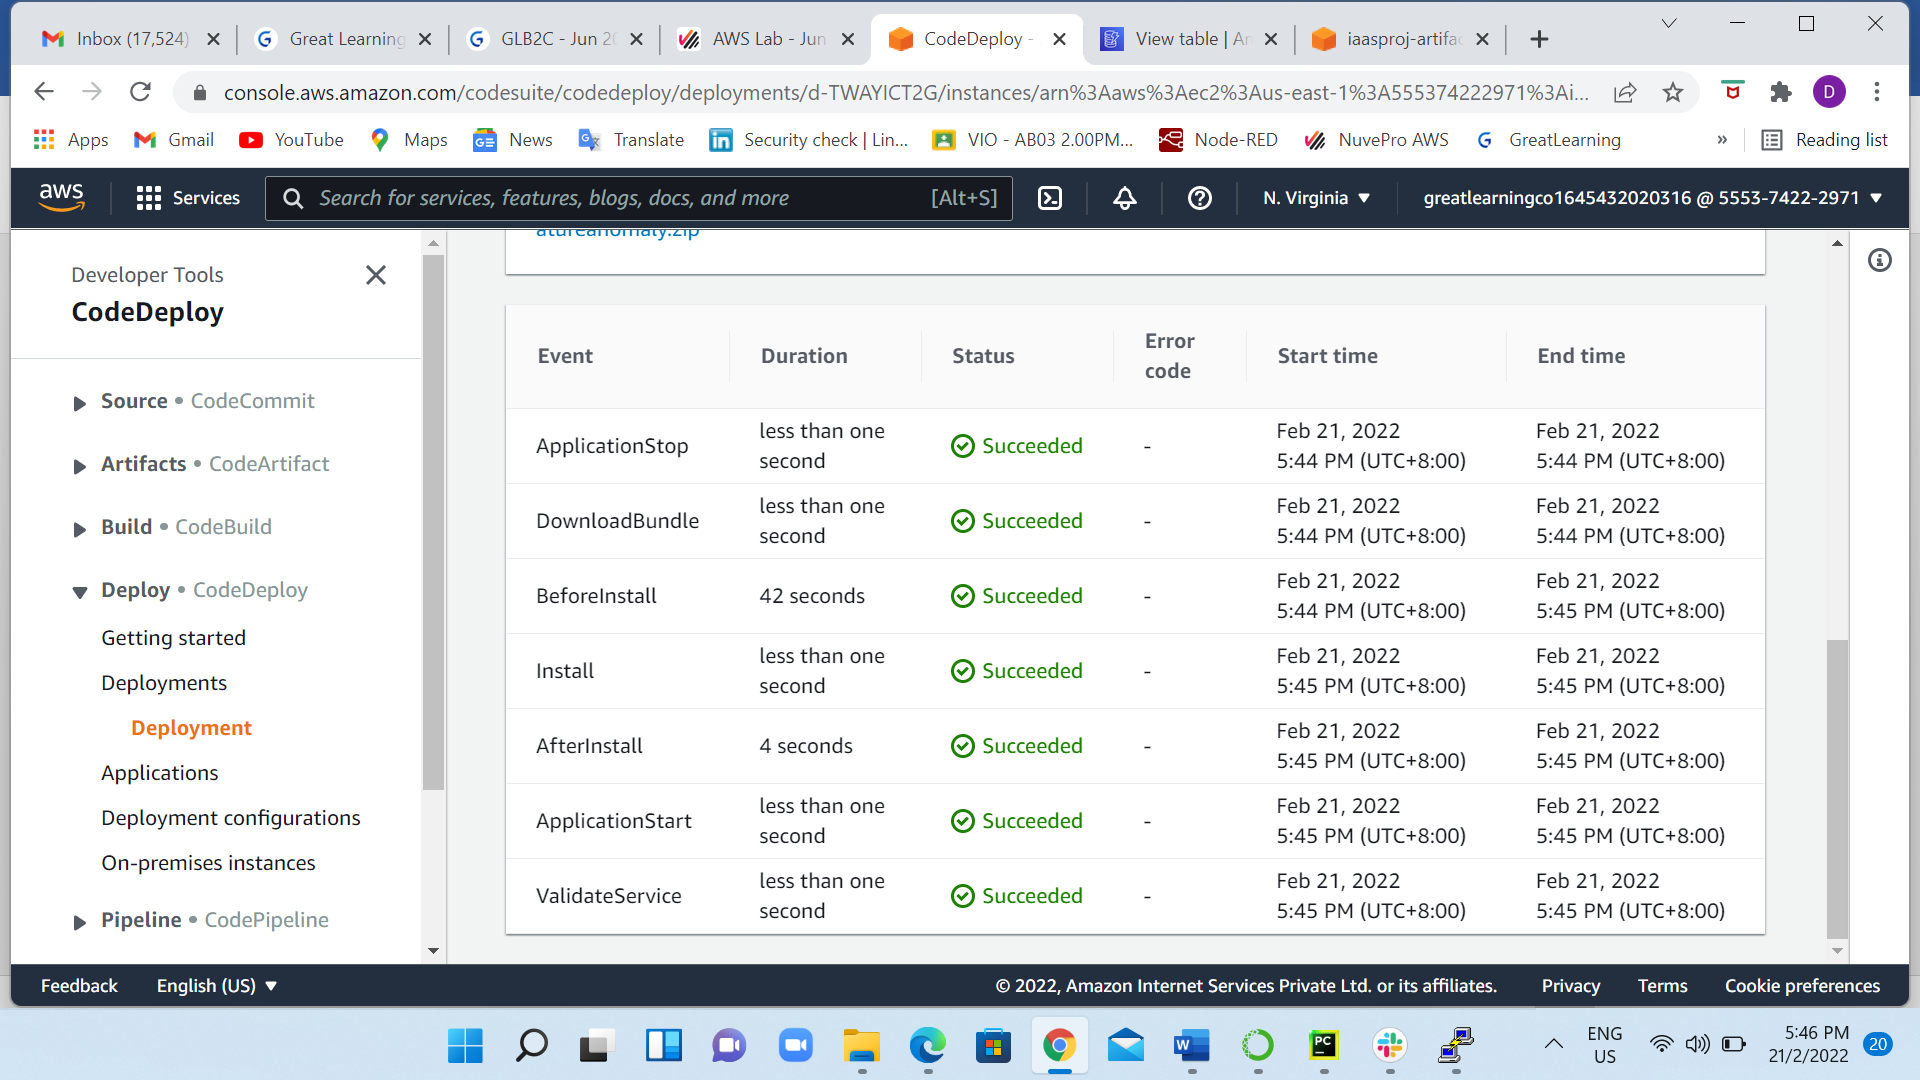 Inbox (17,524)
Great Learning
GLB2C - Jun 20
AWS Lab - Jun
CodeDeploy -
View table | Am
iaasproj-artifac
console.aws.amazon.com/codesuite/codedeploy/deployments/d-TWAYICT2G/instances/arn%3Aaws%3Aec2%3Aus-east-1%3A555374222971%3Ai...
D
Apps
Gmail
YouTube
Maps
News
Translate
Security check | Lin...
VIO - AB03 2.00PM...
Node-RED
NuvePro AWS
GreatLearning
»
Reading list
aws
Services
Search for services, features, blogs, docs, and more
[Alt+S]
N. Virginia
greatlearningco1645432020316 @ 5553-7422-2971
Developer Tools
CodeDeploy
Source • CodeCommit
Artifacts • CodeArtifact
Build • CodeBuild
Deploy • CodeDeploy
Getting started
Deployments
Deployment
Applications
Deployment configurations
On-premises instances
Pipeline • CodePipeline
atureanomaly.zip
Event Duration Status Error code Start time End time
ApplicationStop less than one second Succeeded - Feb 21, 2022 5:44 PM (UTC+8:00) Feb 21, 2022 5:44 PM (UTC+8:00)
DownloadBundle less than one second Succeeded - Feb 21, 2022 5:44 PM (UTC+8:00) Feb 21, 2022 5:44 PM (UTC+8:00)
BeforeInstall 42 seconds Succeeded - Feb 21, 2022 5:44 PM (UTC+8:00) Feb 21, 2022 5:45 PM (UTC+8:00)
Install less than one second Succeeded - Feb 21, 2022 5:45 PM (UTC+8:00) Feb 21, 2022 5:45 PM (UTC+8:00)
AfterInstall 4 seconds Succeeded - Feb 21, 2022 5:45 PM (UTC+8:00) Feb 21, 2022 5:45 PM (UTC+8:00)
ApplicationStart less than one second Succeeded - Feb 21, 2022 5:45 PM (UTC+8:00) Feb 21, 2022 5:45 PM (UTC+8:00)
ValidateService less than one second Succeeded - Feb 21, 2022 5:45 PM (UTC+8:00) Feb 21, 2022 5:45 PM (UTC+8:00)
Feedback
English (US)
© 2022, Amazon Internet Services Private Ltd. or its affiliates.
Privacy
Terms
Cookie preferences
ENG
US
5:46 PM
21/2/2022
20